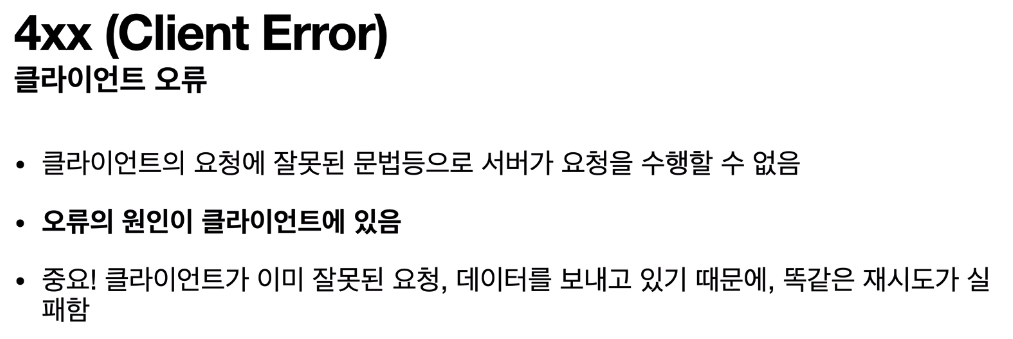 4xx (Client Error)
클라이언트 오류
• 클라이언트의 요청에 잘못된 문법등으로 서버가 요청을 수행할 수 없음
• 오류의 원인이 클라이언트에 있음
• 중요! 클라이언트가 이미 잘못된 요청, 데이터를 보내고 있기 때문에, 똑같은 재시도가 실
패함